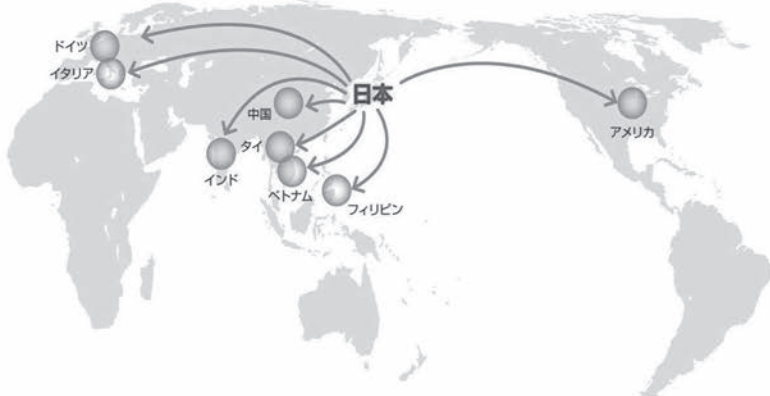 ドイツ
イタリア
日本
中国
アメリカ
タイ
インド
ベトナム
フィリピン